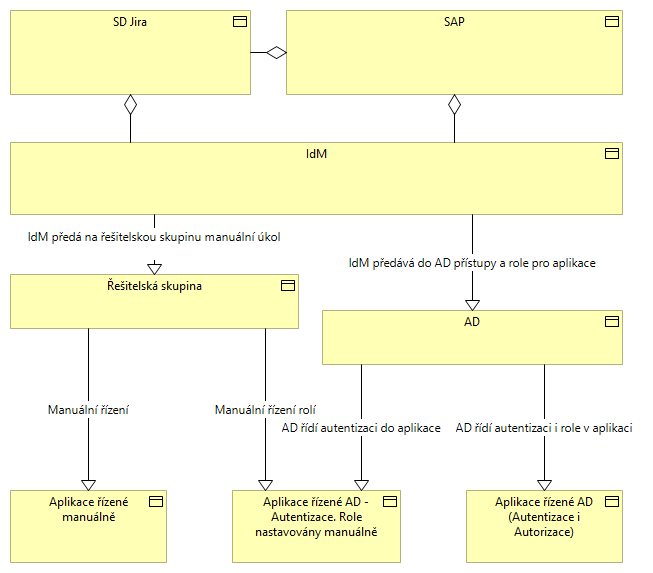 SD Jira
SAP
IdM
IdM předá na řešitelskou skupinu manuální úkol
IdM předává do AD přístupy a role pro aplikace
Řešitelská skupina
AD
Manuální řízení
Manuální řízení rolí
AD řídí autentizaci do aplikace
AD řídí autentizaci i role v aplikaci
Aplikace řízené
manuálně
Aplikace řízené AD -
Autentizace. Role
nastavovány manuálně
Aplikace řízené AD
(Autentizace i
Autorizace)